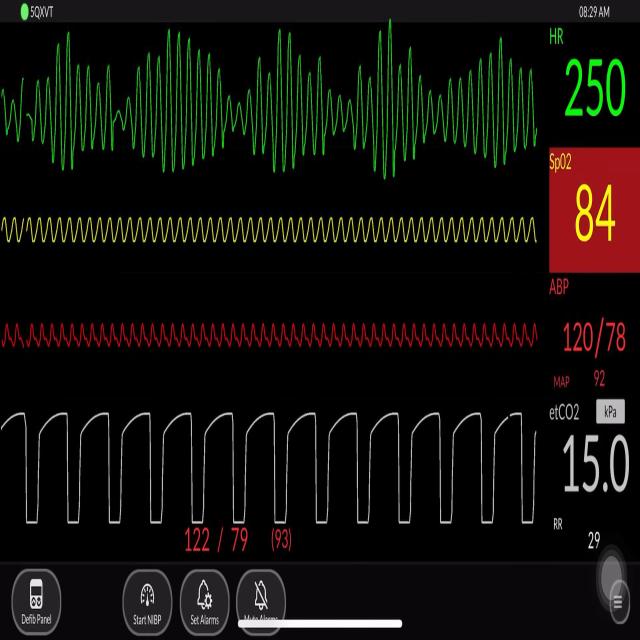 5QXVT
08:29 AM
HR
250
SpO2
84
ABP
120/78
MAP 92
etCO2 kPa
15.0
RR
29
122 / 79 (93)
Defib Panel
Start NIBP
Set Alarms
Mute Alarms